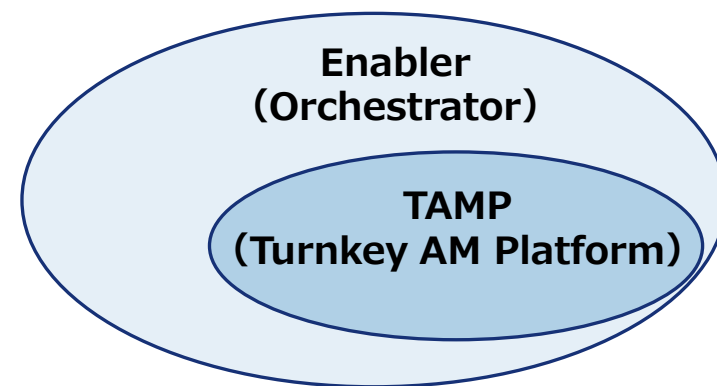 Enabler
（Orchestrator）
TAMP
（Turnkey AM Platform）